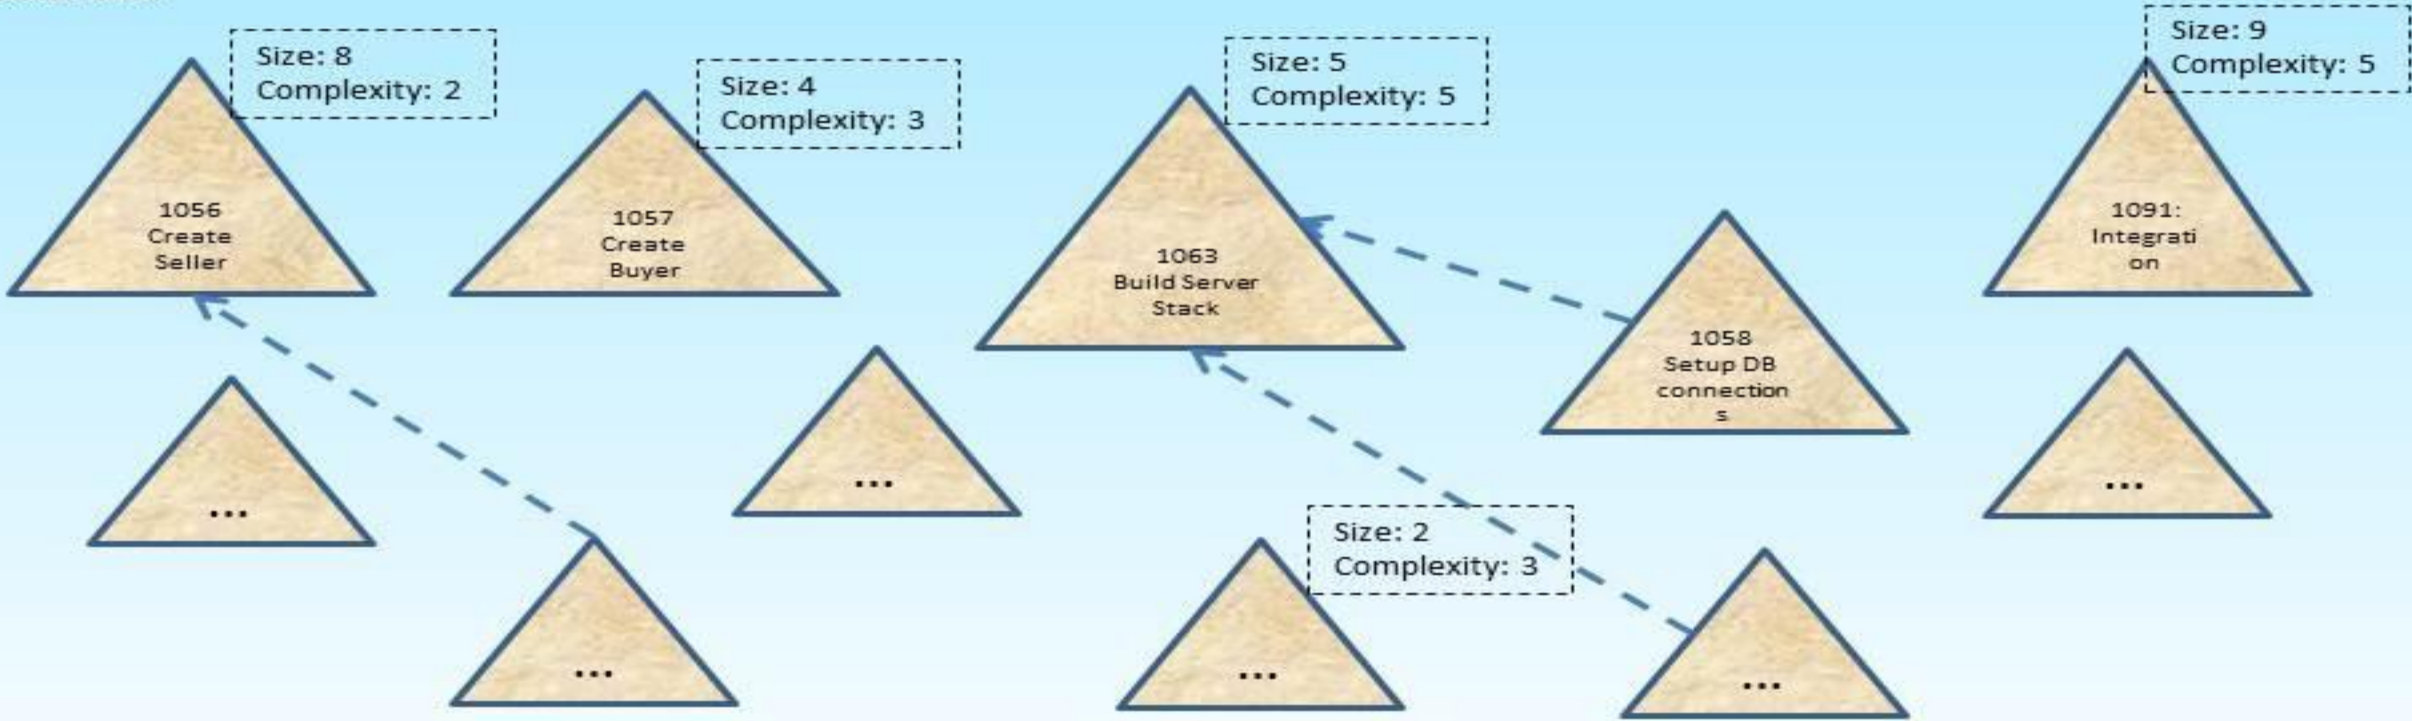 Size: 8
Complexity: 2
1056
Create
Seller
Size: 4
Complexity: 3
1057
Create
Buyer
Size: 5
Complexity: 5
1063
Build Server
Stack
1058
Setup DB
connection
s
Size: 9
Complexity: 5
1091:
Integrati
on
...
...
...
...
Size: 2
Complexity: 3
...
...